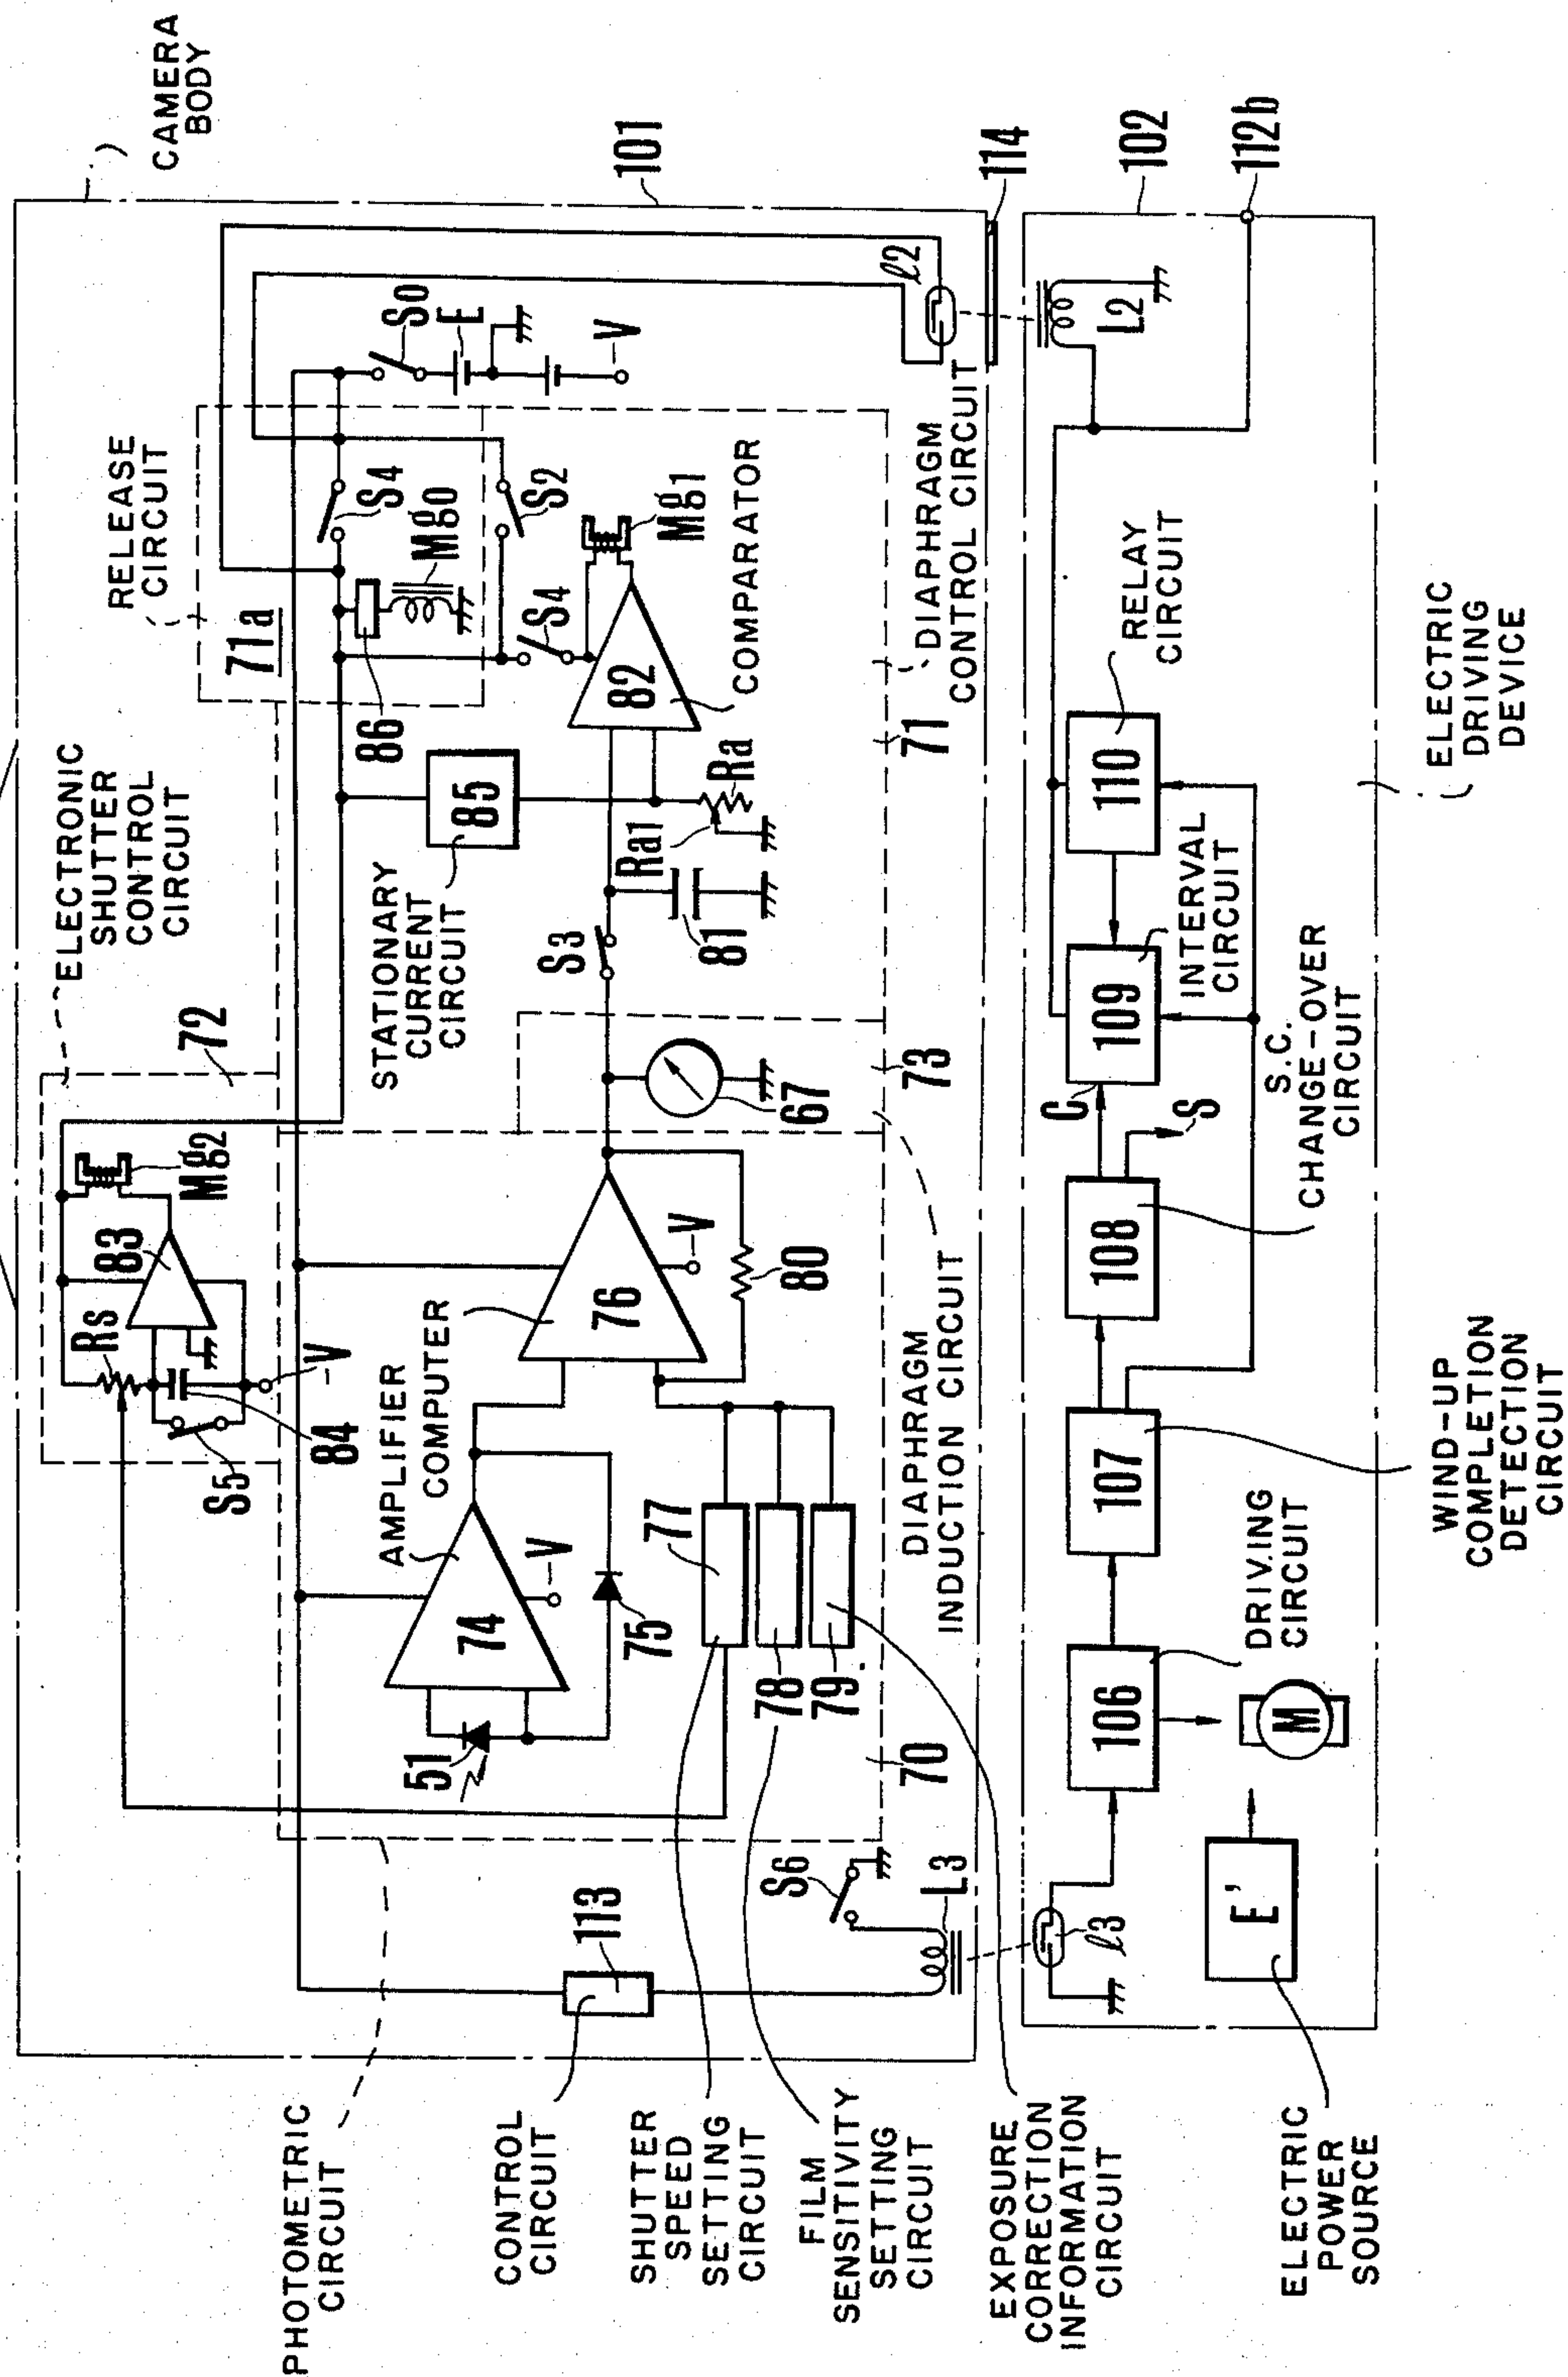 CAMERA
BODY
101
114
102
112b
ℓ2
L2
S0
E
-V
RELEASE
CIRCUIT
71a
S4
Mg0
86
S2
S4
Mg1
82
COMPARATOR
DIAPHRAGM
CONTROL CIRCUIT
71
ELECTRONIC
SHUTTER
CONTROL
CIRCUIT
72
STATIONARY
CURRENT
CIRCUIT
85
Ra
Ra1
81
S3
73
67
Mg2
83
Rs
-V
84
S5
AMPLIFIER
COMPUTER
76
-V
80
74
-V
75
51
77
78
79.
70
DIAPHRAGM
INDUCTION CIRCUIT
S6
L3
113
ℓ3
RELAY
CIRCUIT
110
INTERVAL
CIRCUIT
109
C
S
S.C.
CHANGE-OVER
CIRCUIT
108
107
WIND-UP
COMPLETION
DETECTION
CIRCUIT
DRIVING
CIRCUIT
106
M
E'
ELECTRIC
DRIVING
DEVICE
PHOTOMETRIC
CIRCUIT
CONTROL
CIRCUIT
SHUTTER
SPEED
SETTING
CIRCUIT
FILM
SENSITIVITY
SETTING
CIRCUIT
EXPOSURE
CORRECTION
INFORMATION
CIRCUIT
ELECTRIC
POWER
SOURCE